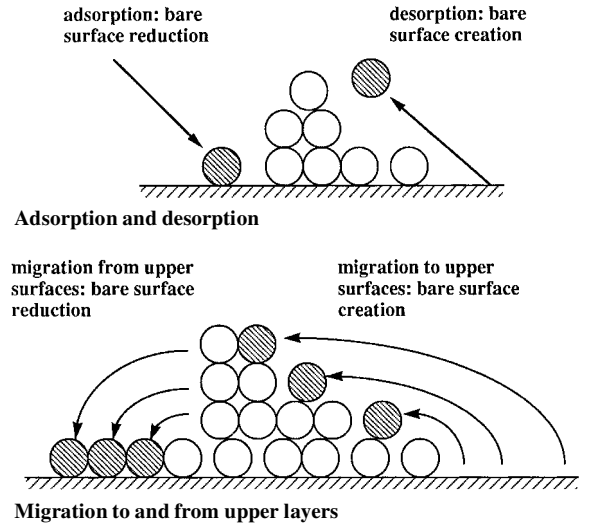 adsorption: bare
surface reduction
desorption: bare
surface creation
Adsorption and desorption
migration from upper
surfaces: bare surface
reduction
migration to upper
surfaces: bare surface
creation
Migration to and from upper layers